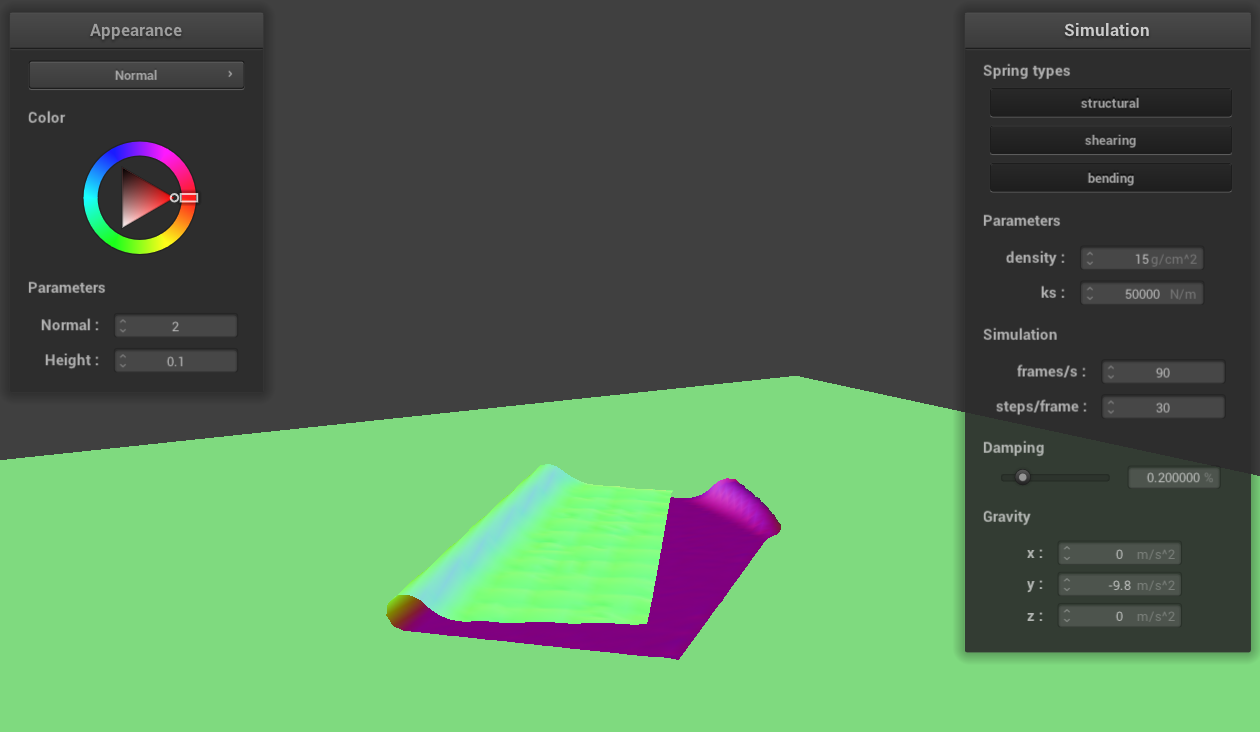 Appearance
Normal
Color
Parameters
Normal : 2
Height : 0.1
Simulation
Spring types
structural
shearing
bending
Parameters
density : 15 g/cm^2
ks : 50000 N/m
Simulation
frames/s : 90
steps/frame : 30
Damping
0.200000 %
Gravity
x : 0 m/s^2
y : -9.8 m/s^2
z : 0 m/s^2